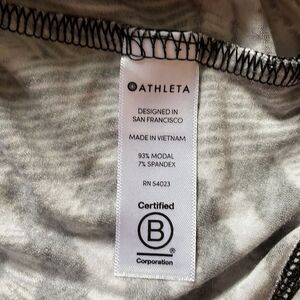 ATHLETA
DESIGNED IN
SAN FRANCISCO
MADE IN VIETNAM
93% MODAL
7% SPANDEX
RN 54023
Certified
B
®
Corporation